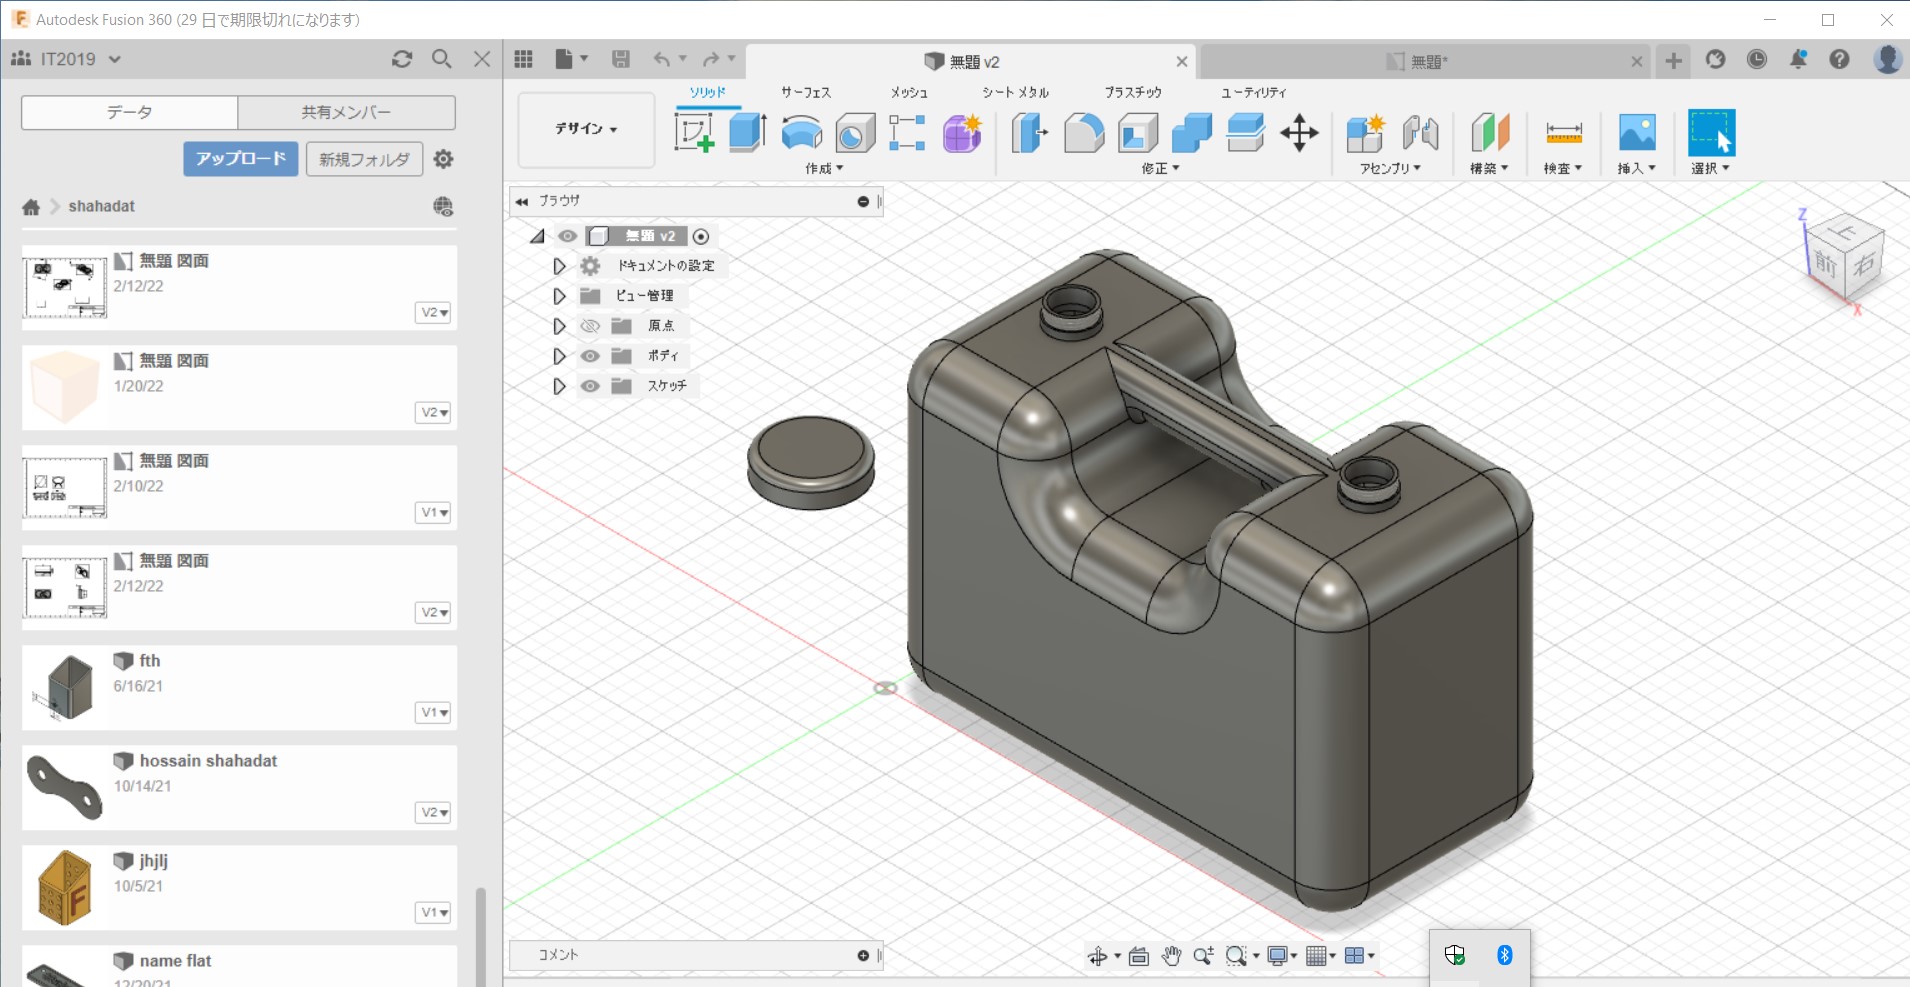 Autodesk Fusion 360 (29 日で期限切れになります)
IT2019
無題 v2
無題*
データ
共有メンバー
アップロード
新規フォルダ
shahadat
無題 図面
2/12/22
V2
無題 図面
1/20/22
V2
無題 図面
2/10/22
V1
無題 図面
2/12/22
V2
fth
6/16/21
V1
hossain shahadat
10/14/21
V2
jhjlj
10/5/21
V1
name flat
12/20/21
デザイン
ソリッド
サーフェス
メッシュ
シート メタル
プラスチック
ユーティリティ
作成
修正
アセンブリ
構築
検査
挿入
選択
ブラウザ
無題 v2
ドキュメントの設定
ビュー管理
原点
ボディ
スケッチ
Z
上
前
右
X
コメント